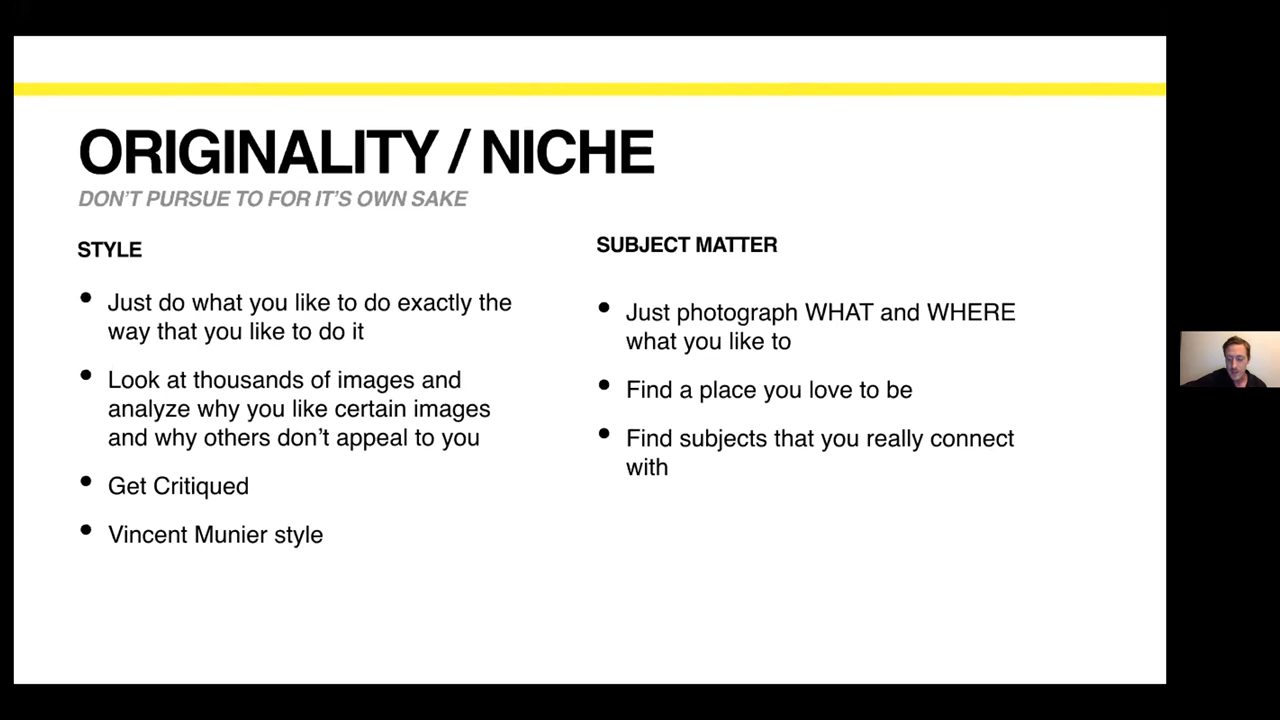 ORIGINALITY / NICHE
DON'T PURSUE TO FOR IT'S OWN SAKE
STYLE
• Just do what you like to do exactly the
way that you like to do it
• Look at thousands of images and
analyze why you like certain images
and why others don't appeal to you
• Get Critiqued
• Vincent Munier style
SUBJECT MATTER
• Just photograph WHAT and WHERE
what you like to
• Find a place you love to be
• Find subjects that you really connect
with